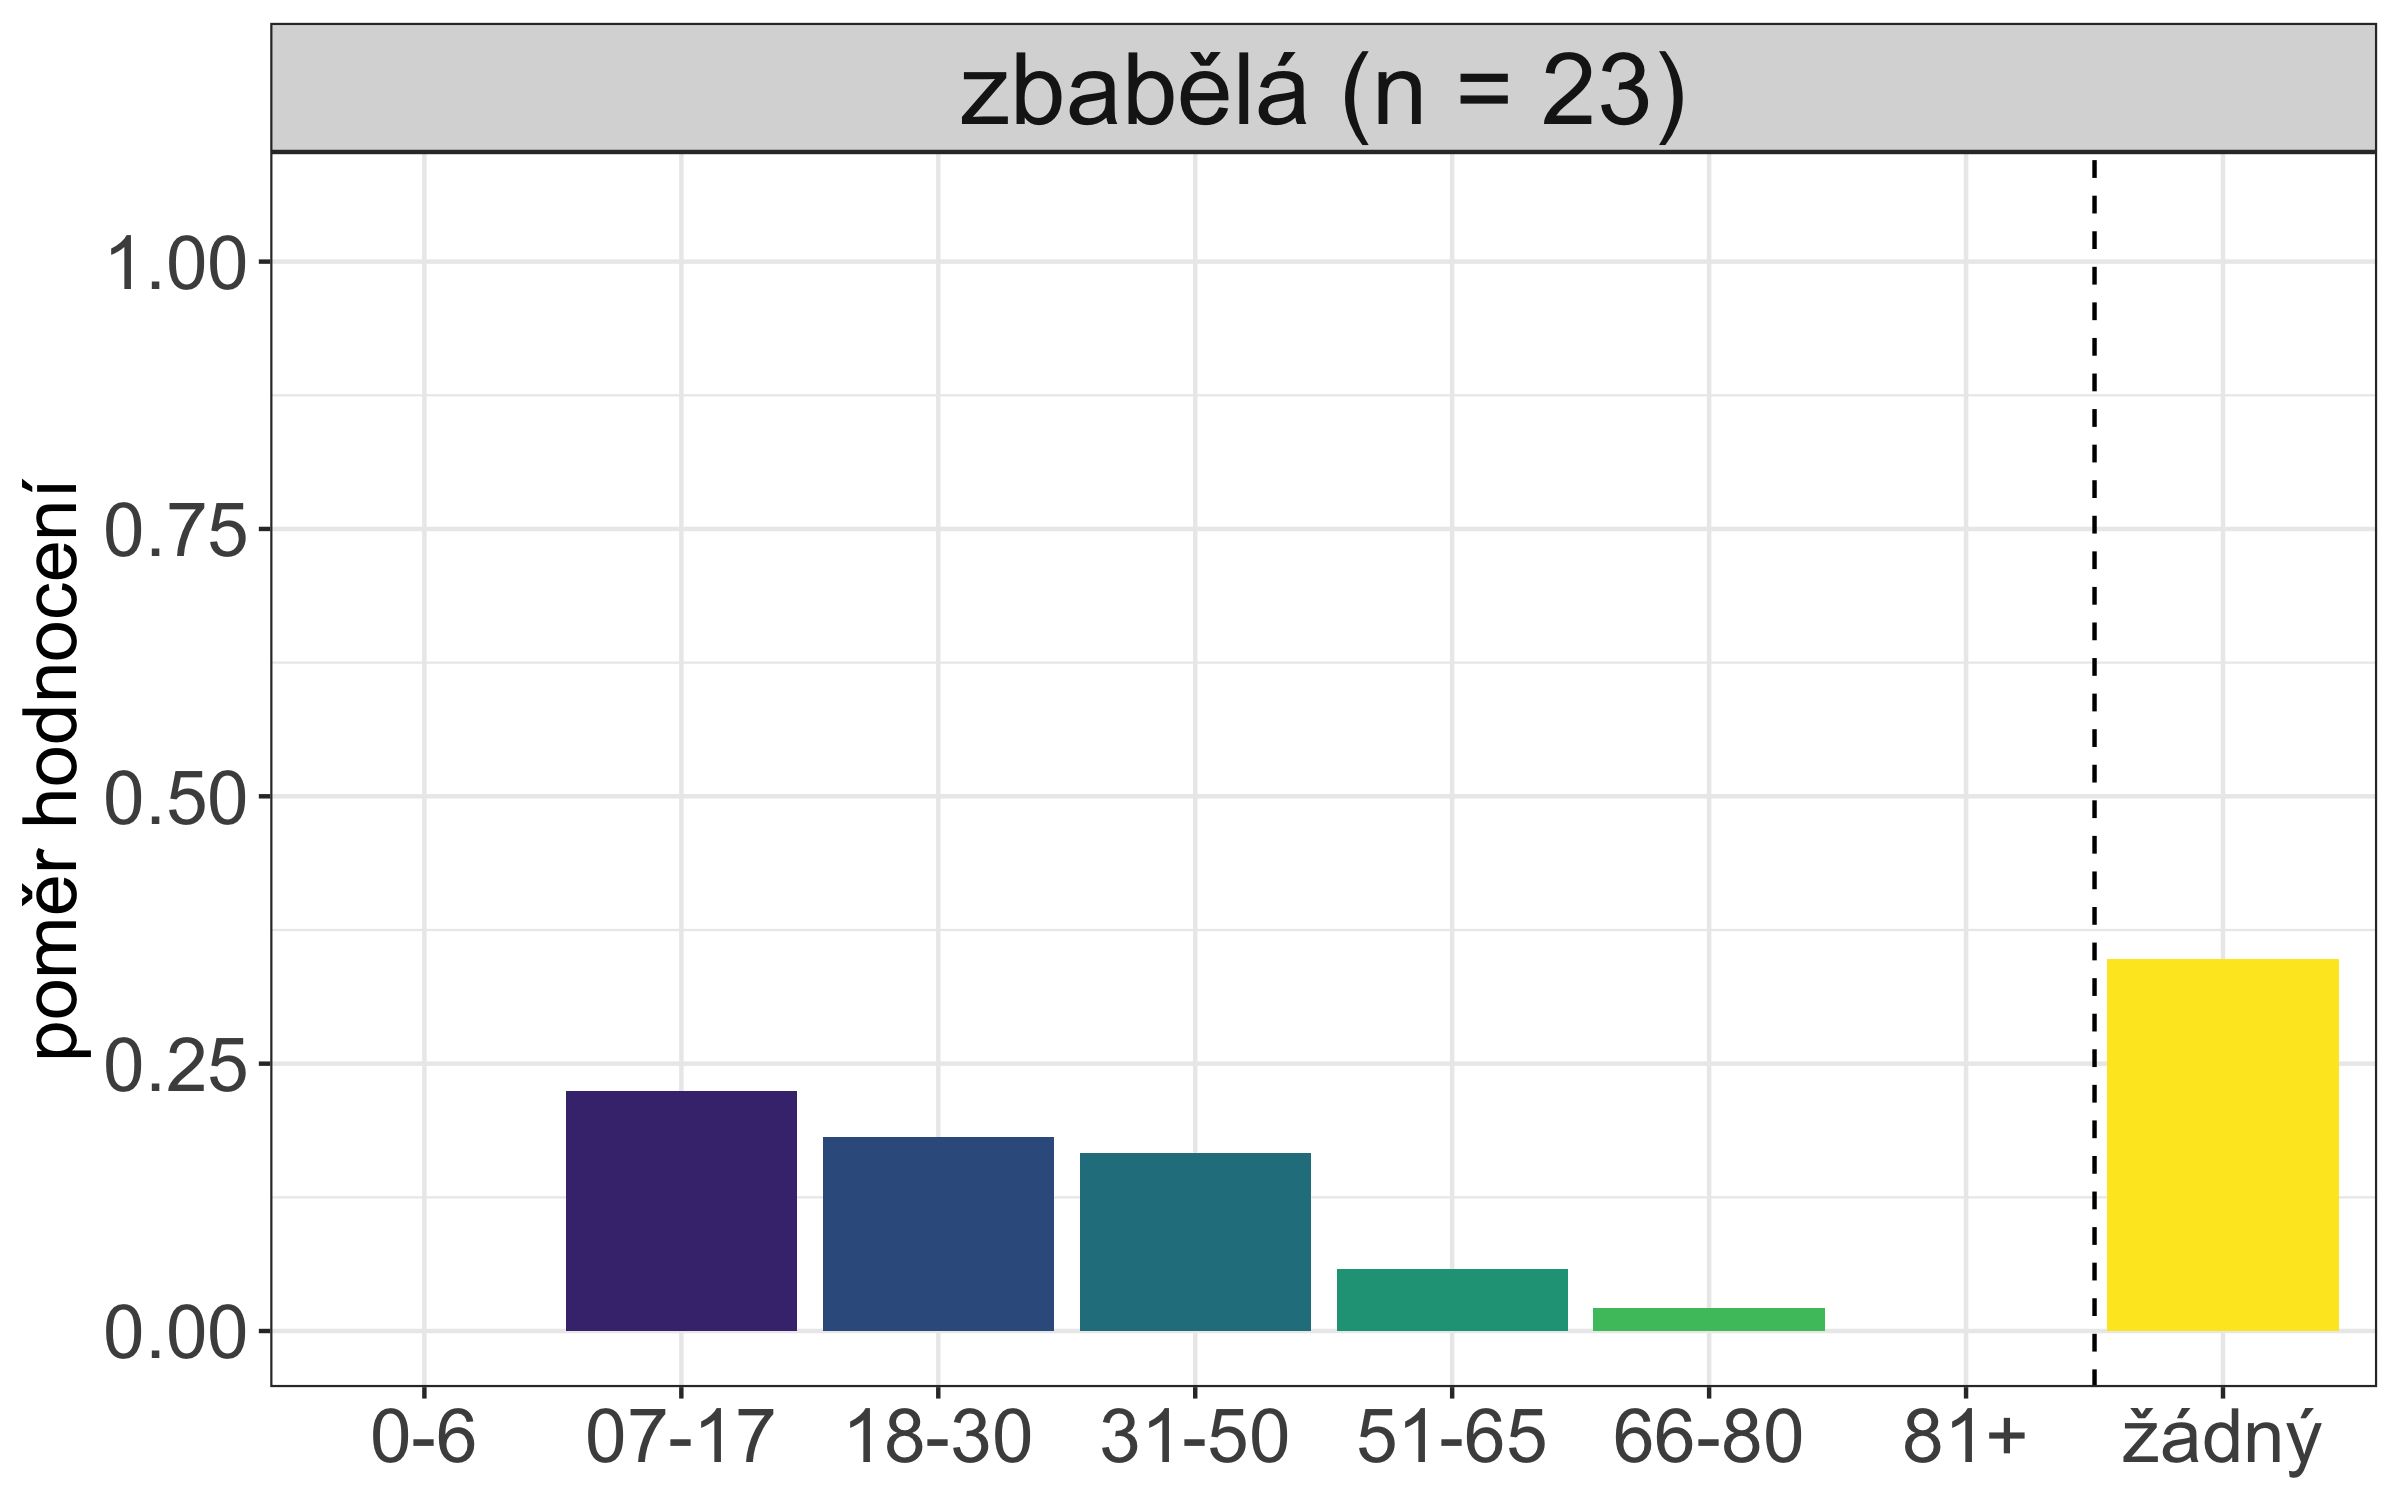 zbabělá (n = 23)
poměr hodnocení
1.00
0.75
0.50
0.25
0.00
0-6 07-17 18-30 31-50 51-65 66-80 81+ žádný